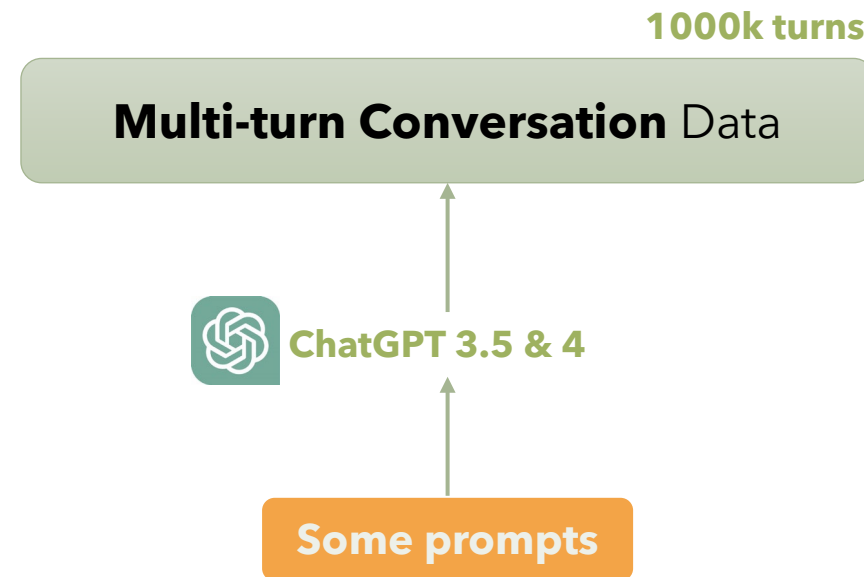 1000k turns
Multi-turn Conversation Data
ChatGPT 3.5 & 4
Some prompts